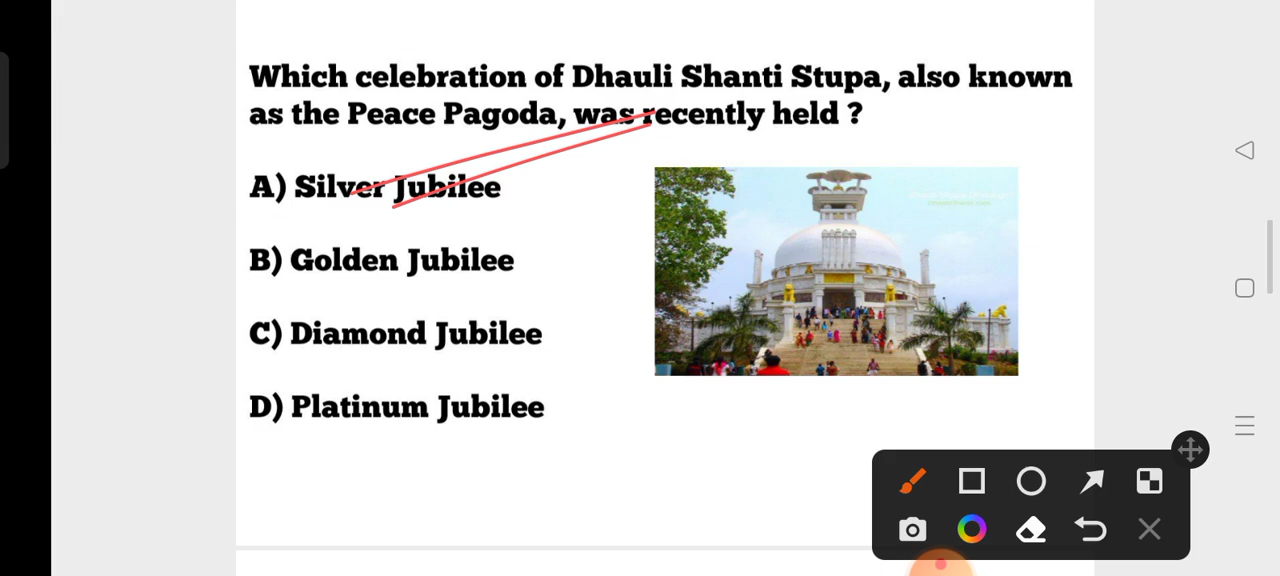 Which celebration of Dhauli Shanti Stupa, also known
as the Peace Pagoda, was recently held ?
A) Silver Jubilee
B) Golden Jubilee
C) Diamond Jubilee
D) Platinum Jubilee